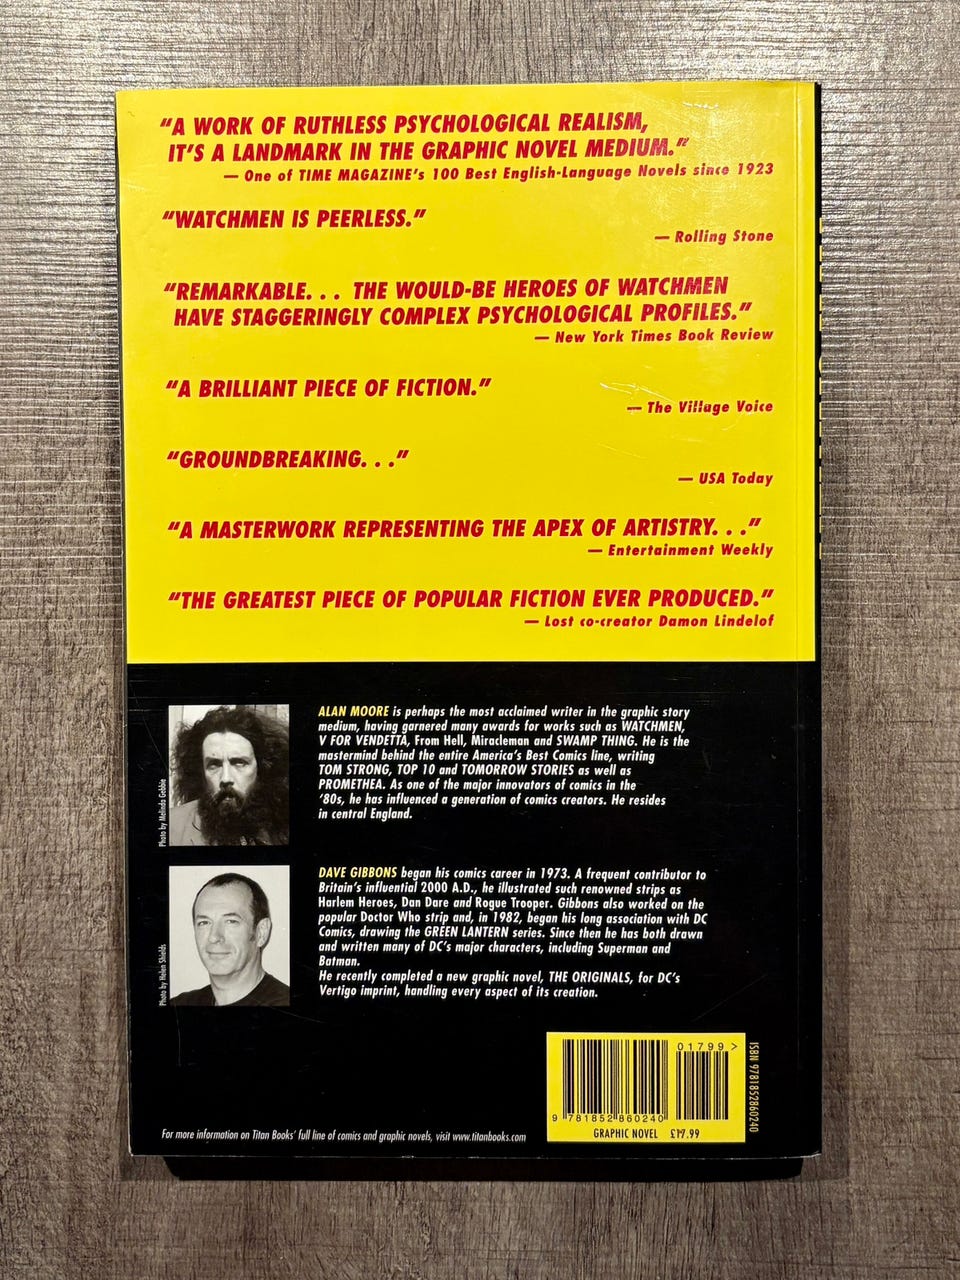 “A WORK OF RUTHLESS PSYCHOLOGICAL REALISM,
IT’S A LANDMARK IN THE GRAPHIC NOVEL MEDIUM.”
— One of TIME MAGAZINE’s 100 Best English-Language Novels since 1923
“WATCHMEN IS PEERLESS.”
— Rolling Stone
“REMARKABLE. . . THE WOULD-BE HEROES OF WATCHMEN
HAVE STAGGERINGLY COMPLEX PSYCHOLOGICAL PROFILES.”
— New York Times Book Review
“A BRILLIANT PIECE OF FICTION.”
— The Village Voice
“GROUNDBREAKING. . .”
— USA Today
“A MASTERWORK REPRESENTING THE APEX OF ARTISTRY. . .”
— Entertainment Weekly
“THE GREATEST PIECE OF POPULAR FICTION EVER PRODUCED.”
— Lost co-creator Damon Lindelof
Photo by Melinda Gebbie
ALAN MOORE is perhaps the most acclaimed writer in the graphic story
medium, having garnered many awards for works such as WATCHMEN,
V FOR VENDETTA, From Hell, Miracleman and SWAMP THING. He is the
mastermind behind the entire America’s Best Comics line, writing
TOM STRONG, TOP 10 and TOMORROW STORIES as well as
PROMETHEA. As one of the major innovators of comics in the
’80s, he has influenced a generation of comics creators. He resides
in central England.
Photo by Helen Shields
DAVE GIBBONS began his comics career in 1973. A frequent contributor to
Britain’s influential 2000 A.D., he illustrated such renowned strips as
Harlem Heroes, Dan Dare and Rogue Trooper. Gibbons also worked on the
popular Doctor Who strip and, in 1982, began his long association with DC
Comics, drawing the GREEN LANTERN series. Since then he has both drawn
and written many of DC’s major characters, including Superman and
Batman.
He recently completed a new graphic novel, THE ORIGINALS, for DC’s
Vertigo imprint, handling every aspect of its creation.
01799 >
9 781852 860240
GRAPHIC NOVEL £17.99
ISBN 9781852860240
For more information on Titan Books’ full line of comics and graphic novels, visit www.titanbooks.com